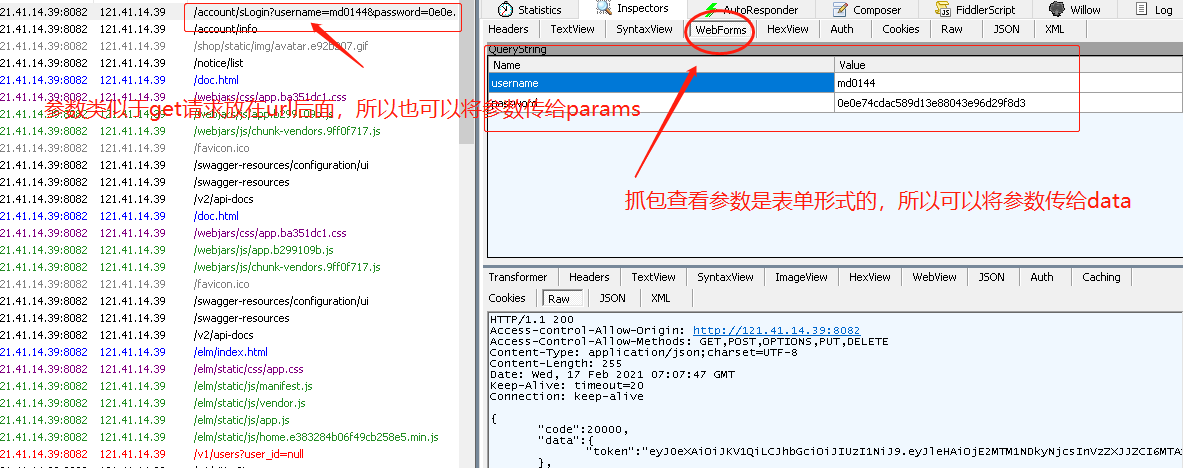 21.41.14.39:8082 121.41.14.39 /account/sLogin?username=md0144&password=0e0e.
21.41.14.39:8082 121.41.14.39 /account/info
21.41.14.39:8082 121.41.14.39 /shop/static/img/avatar.e92b207.gif
21.41.14.39:8082 121.41.14.39 /notice/list
21.41.14.39:8082 121.41.14.39 /doc.html
21.41.14.39:8082 121.41.14.39 /webjars/css/app.ba351dc1.css
参数类似于get请求放在url后面，所以也可以将参数传给params
21.41.14.39:8082 121.41.14.39 /webjars/js/app.b299109b.js
21.41.14.39:8082 121.41.14.39 /webjars/js/chunk-vendors.9ff0f717.js
21.41.14.39:8082 121.41.14.39 /favicon.ico
21.41.14.39:8082 121.41.14.39 /swagger-resources/configuration/ui
21.41.14.39:8082 121.41.14.39 /swagger-resources
21.41.14.39:8082 121.41.14.39 /v2/api-docs
21.41.14.39:8082 121.41.14.39 /doc.html
21.41.14.39:8082 121.41.14.39 /webjars/css/app.ba351dc1.css
21.41.14.39:8082 121.41.14.39 /webjars/js/app.b299109b.js
21.41.14.39:8082 121.41.14.39 /webjars/js/chunk-vendors.9ff0f717.js
21.41.14.39:8082 121.41.14.39 /favicon.ico
21.41.14.39:8082 121.41.14.39 /swagger-resources/configuration/ui
21.41.14.39:8082 121.41.14.39 /swagger-resources
21.41.14.39:8082 121.41.14.39 /v2/api-docs
21.41.14.39:8082 121.41.14.39 /elm/index.html
21.41.14.39:8082 121.41.14.39 /elm/static/css/app.css
21.41.14.39:8082 121.41.14.39 /elm/static/js/manifest.js
21.41.14.39:8082 121.41.14.39 /elm/static/js/vendor.js
21.41.14.39:8082 121.41.14.39 /elm/static/js/app.js
21.41.14.39:8082 121.41.14.39 /elm/static/js/home.e383284b06f49cb258e5.min.js
21.41.14.39:8082 121.41.14.39 /v1/users?user_id=null
Statistics Inspectors AutoResponder Composer FiddlerScript Willow Log
Headers TextView SyntaxView WebForms HexView Auth Cookies Raw JSON XML
QueryString
Name Value
username md0144
password 0e0e74cdac589d13e88043e96d29f8d3
抓包查看参数是表单形式的，所以可以将参数传给data
Transformer Headers TextView SyntaxView ImageView HexView WebView JSON Auth Caching
Cookies Raw JSON XML
HTTP/1.1 200
Access-Control-Allow-Origin: http://121.41.14.39:8082
Access-Control-Allow-Methods: GET,POST,OPTIONS,PUT,DELETE
Content-Type: application/json;charset=UTF-8
Content-Length: 255
Date: Wed, 17 Feb 2021 07:07:47 GMT
Keep-Alive: timeout=20
Connection: keep-alive
{
"code":20000,
"data":{
"token":"eyJ0eXAiOiJKV1QiLCJhbGciOiJIUzI1NiJ9.eyJleHAiOjE2MTM1NDkyNjcsInVzZXJJZCI6MTA
},